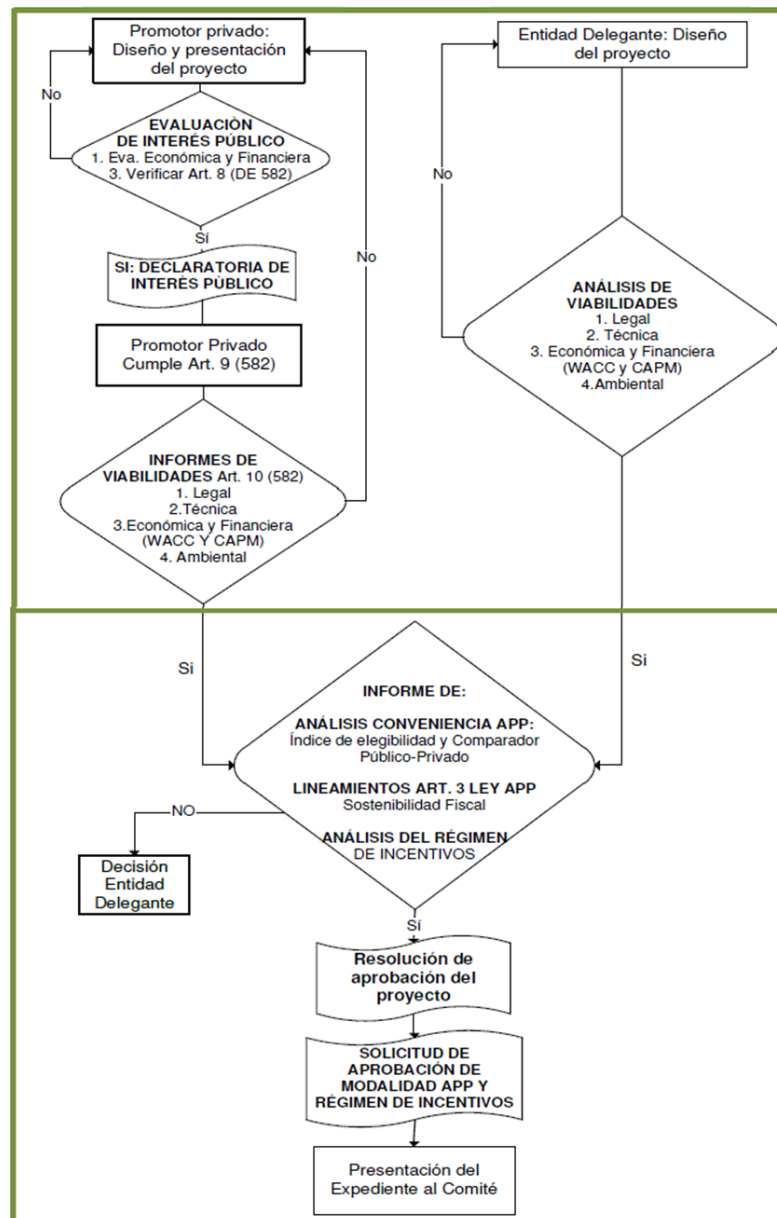 Promotor privado:
Diseño y presentación
del proyecto
No
EVALUACIÒN
DE INTERÉS PÚBLICO
1. Eva. Económica y Financiera
3. Verificar Art. 8 (DE 582)
Sí
SI: DECLARATORIA DE
INTERÈS PÙBLICO
No
Promotor Privado
Cumple Art. 9 (582)
INFORMES DE
VIABILIDADES Art. 10 (582)
1. Legal
2.Técnica
3.Económica y Financiera
(WACC Y CAPM)
4. Ambiental
Entidad Delegante: Diseño
del proyecto
No
ANÁLISIS DE
VIABILIDADES
1. Legal
2. Técnica
3. Económica y Financiera
(WACC y CAPM)
4.Ambiental
Si
Si
INFORME DE:
ANÁLISIS CONVENIENCIA APP:
Índice de elegibilidad y Comparador
Público-Privado
LINEAMIENTOS ART. 3 LEY APP
Sostenibilidad Fiscal
ANÁLISIS DEL RÉGIMEN
DE INCENTIVOS
NO
Decisión
Entidad
Delegante
Sí
Resolución de
aprobación del
proyecto
SOLICITUD DE
APROBACIÓN DE
MODALIDAD APP Y
RÉGIMEN DE INCENTIVOS
Presentación del
Expediente al Comité